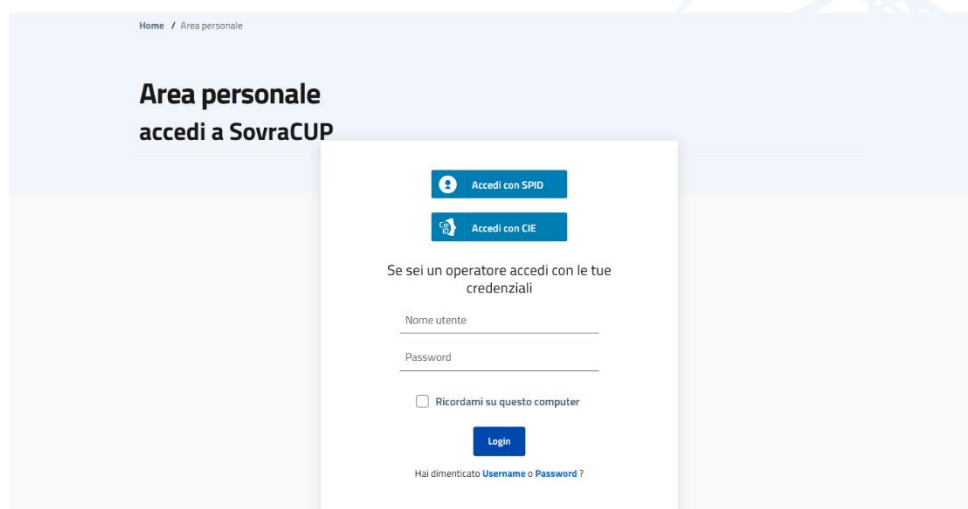 Home / Area personale
Area personale
accedi a SovraCUP
Accedi con SPID
Accedi con CIE
Se sei un operatore accedi con le tue
credenziali
Nome utente
Password
Ricordami su questo computer
Login
Hai dimenticato Username o Password ?